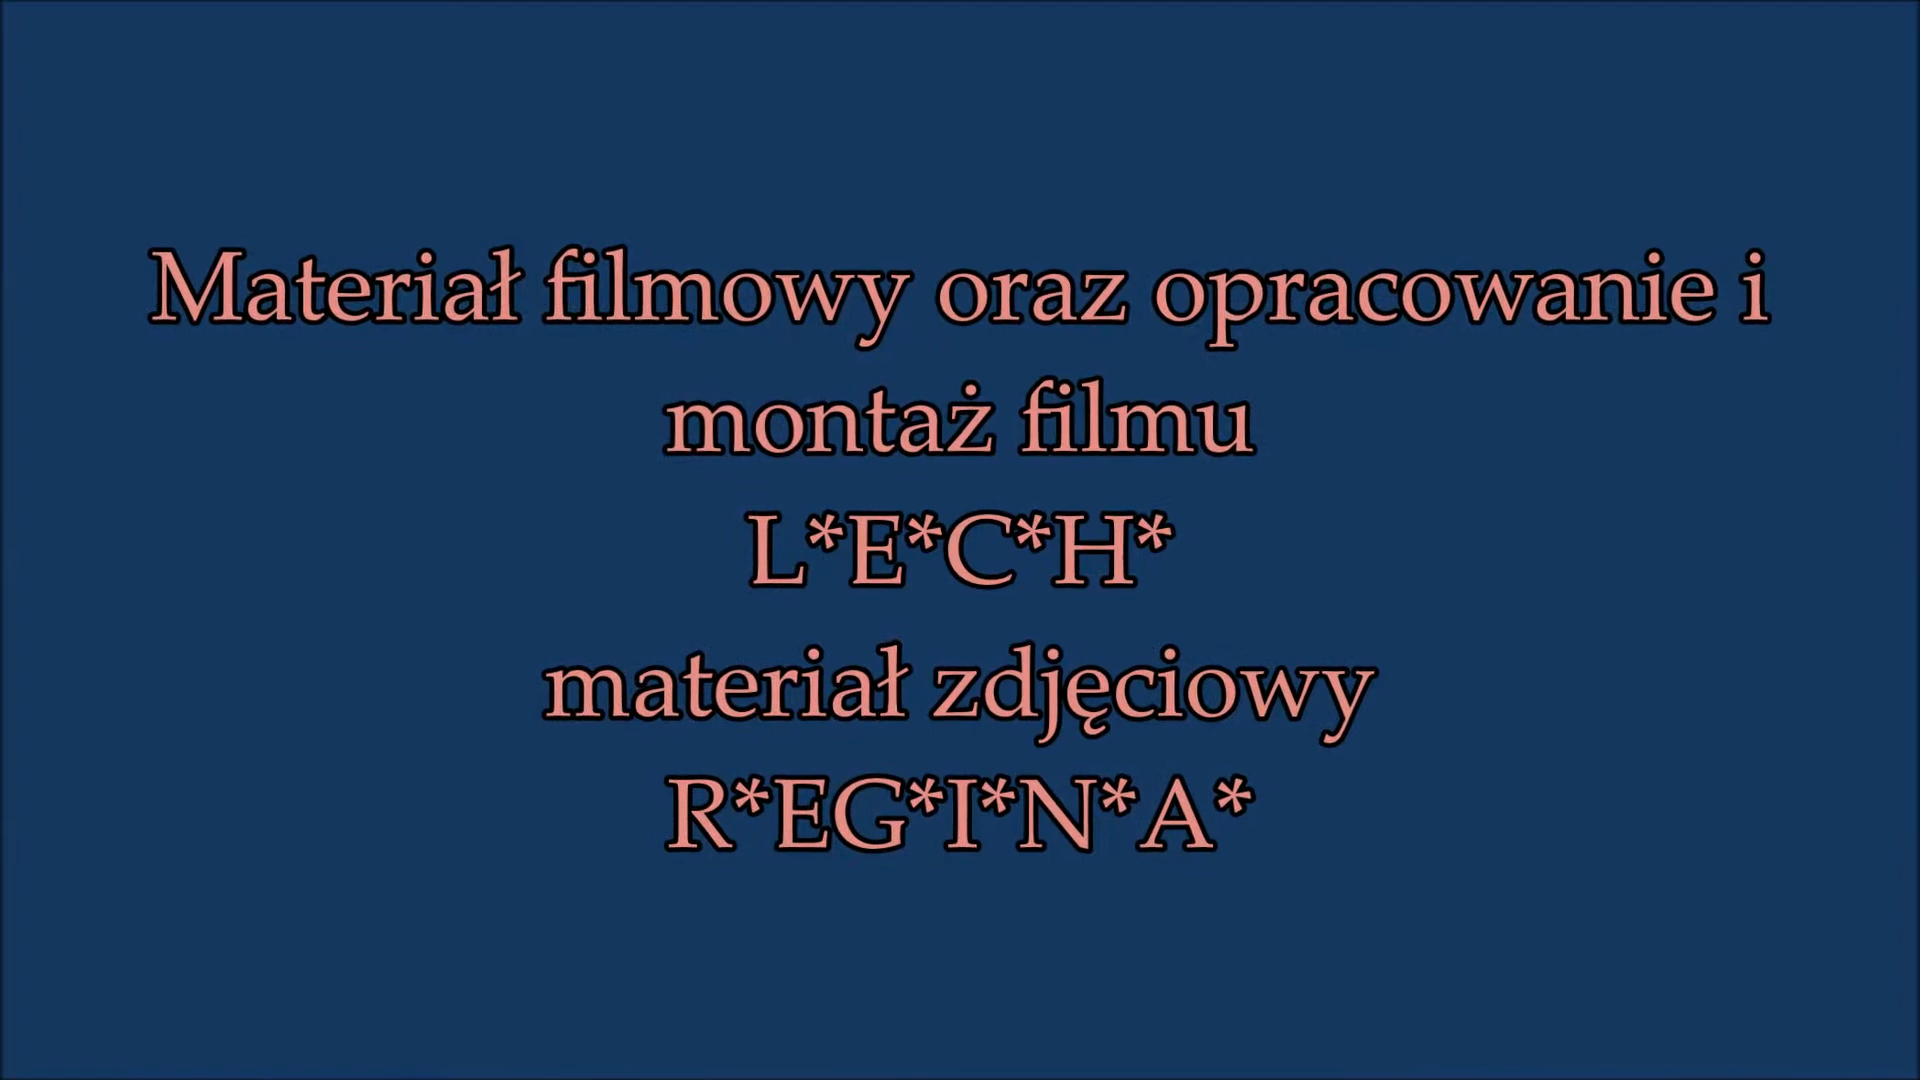 Materiał filmowy oraz opracowanie i
montaż filmu
L*E*C*H*
materiał zdjęciowy
R*EG*I*N*A*